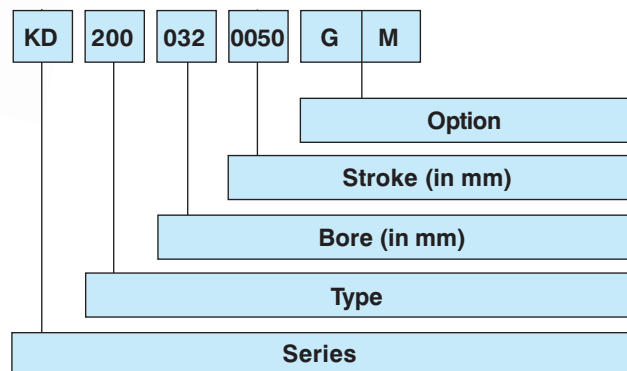 KD 200 032 0050 G M
Option
Stroke (in mm)
Bore (in mm)
Type
Series